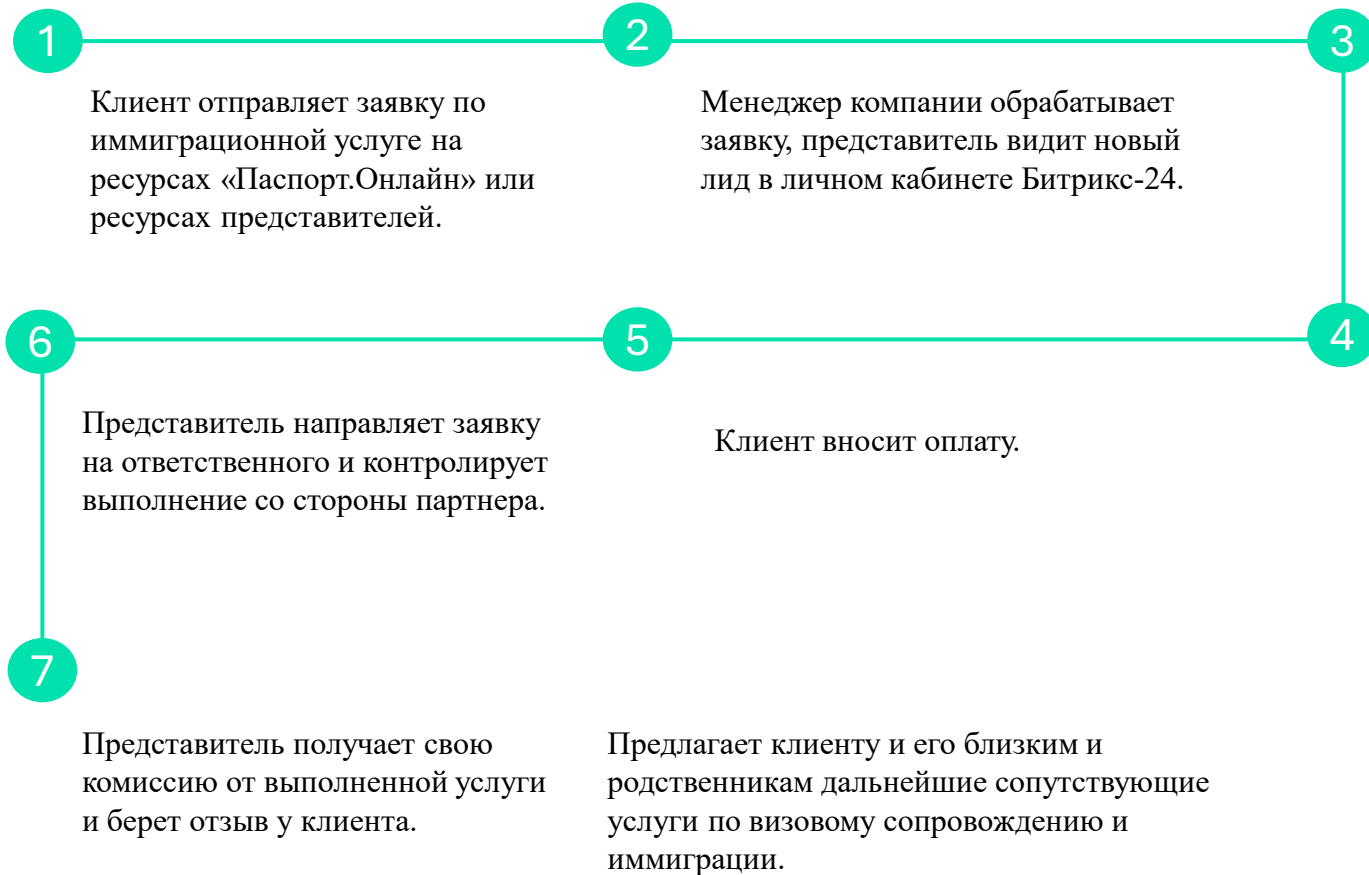 1
2
3
Клиент отправляет заявку по
иммиграционной услуге на
ресурсах «Паспорт.Онлайн» или
ресурсах представителей.
Менеджер компании обрабатывает
заявку, представитель видит новый
лид в личном кабинете Битрикс-24.
6
5
4
Представитель направляет заявку
на ответственного и контролирует
выполнение со стороны партнера.
Клиент вносит оплату.
7
Представитель получает свою
комиссию от выполненной услуги
и берет отзыв у клиента.
Предлагает клиенту и его близким и
родственникам дальнейшие сопутствующие
услуги по визовому сопровождению и
иммиграции.